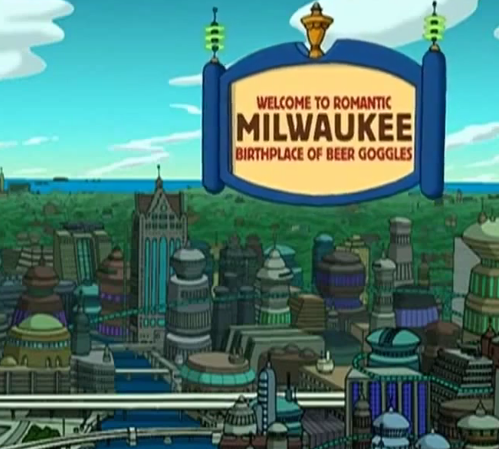 WELCOME TO ROMANTIC
MILWAUKEE
BIRTHPLACE OF BEER GOGGLES